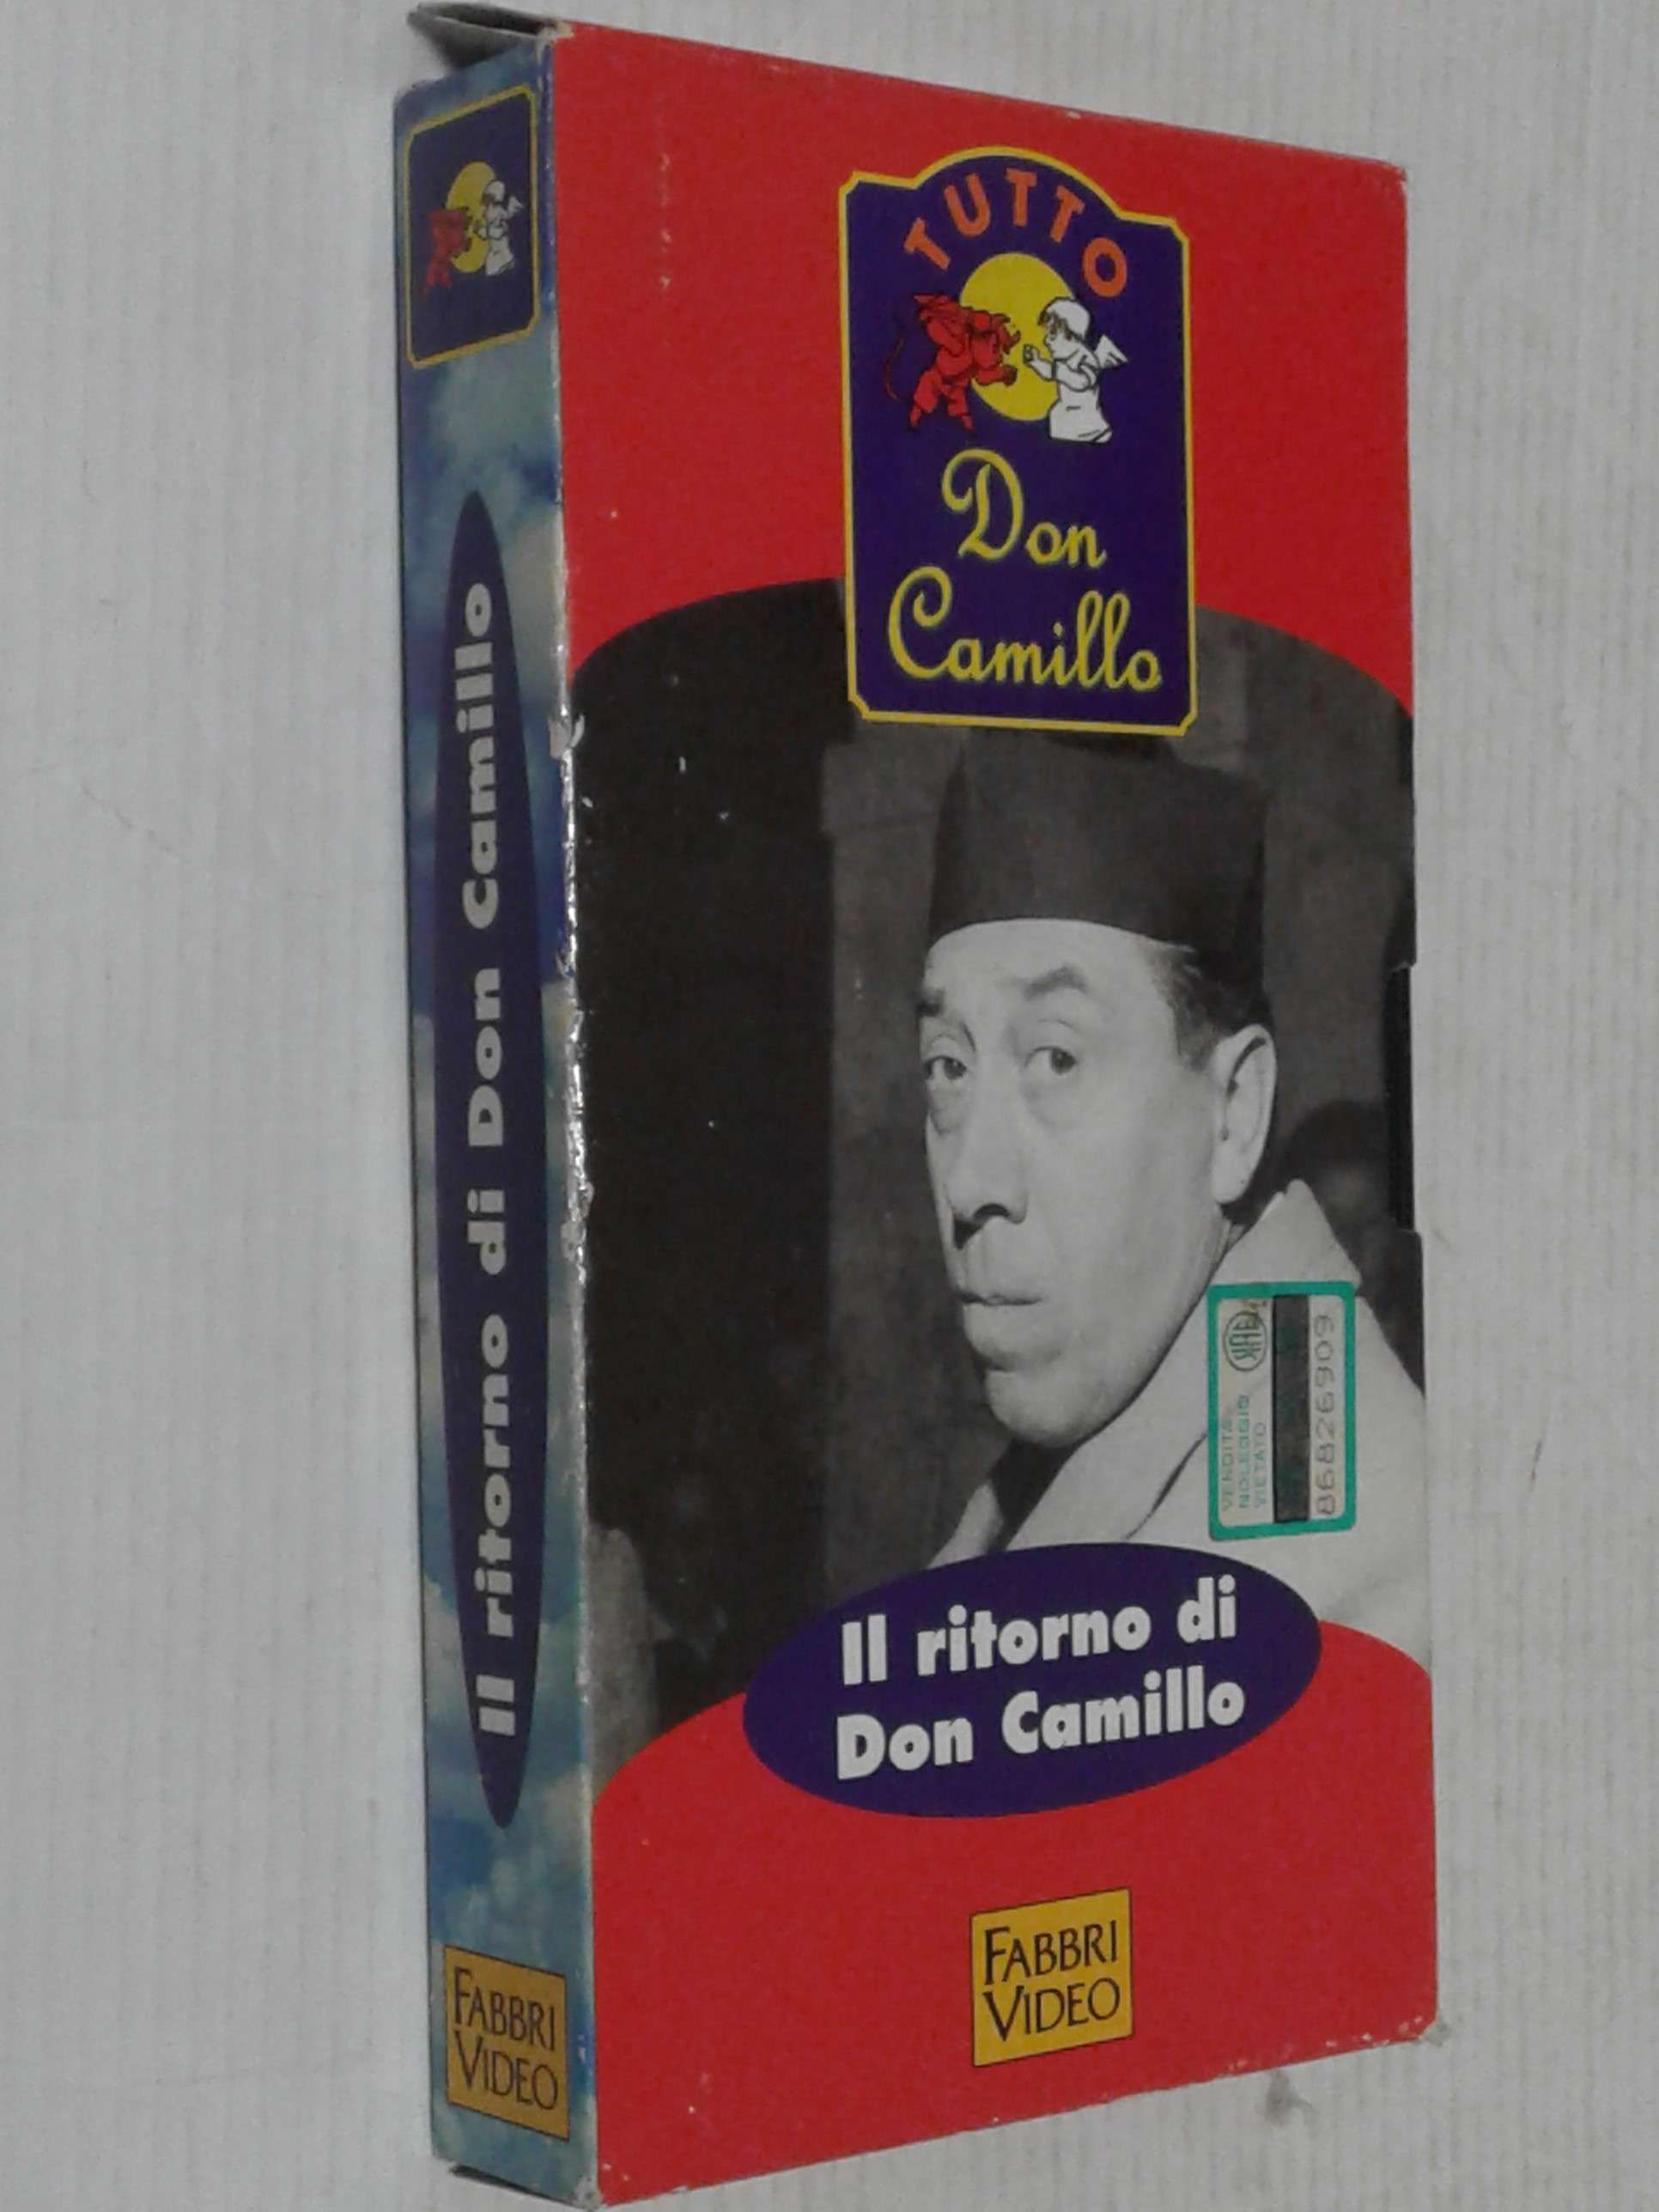 TUTTO
Don
Camillo
Il ritorno di
Don Camillo
FABBRI
VIDEO
VENDITA
NOLEGGIO
VIETATO
SIAE
86826909
Il ritorno di Don Camillo
FABBRI
VIDEO